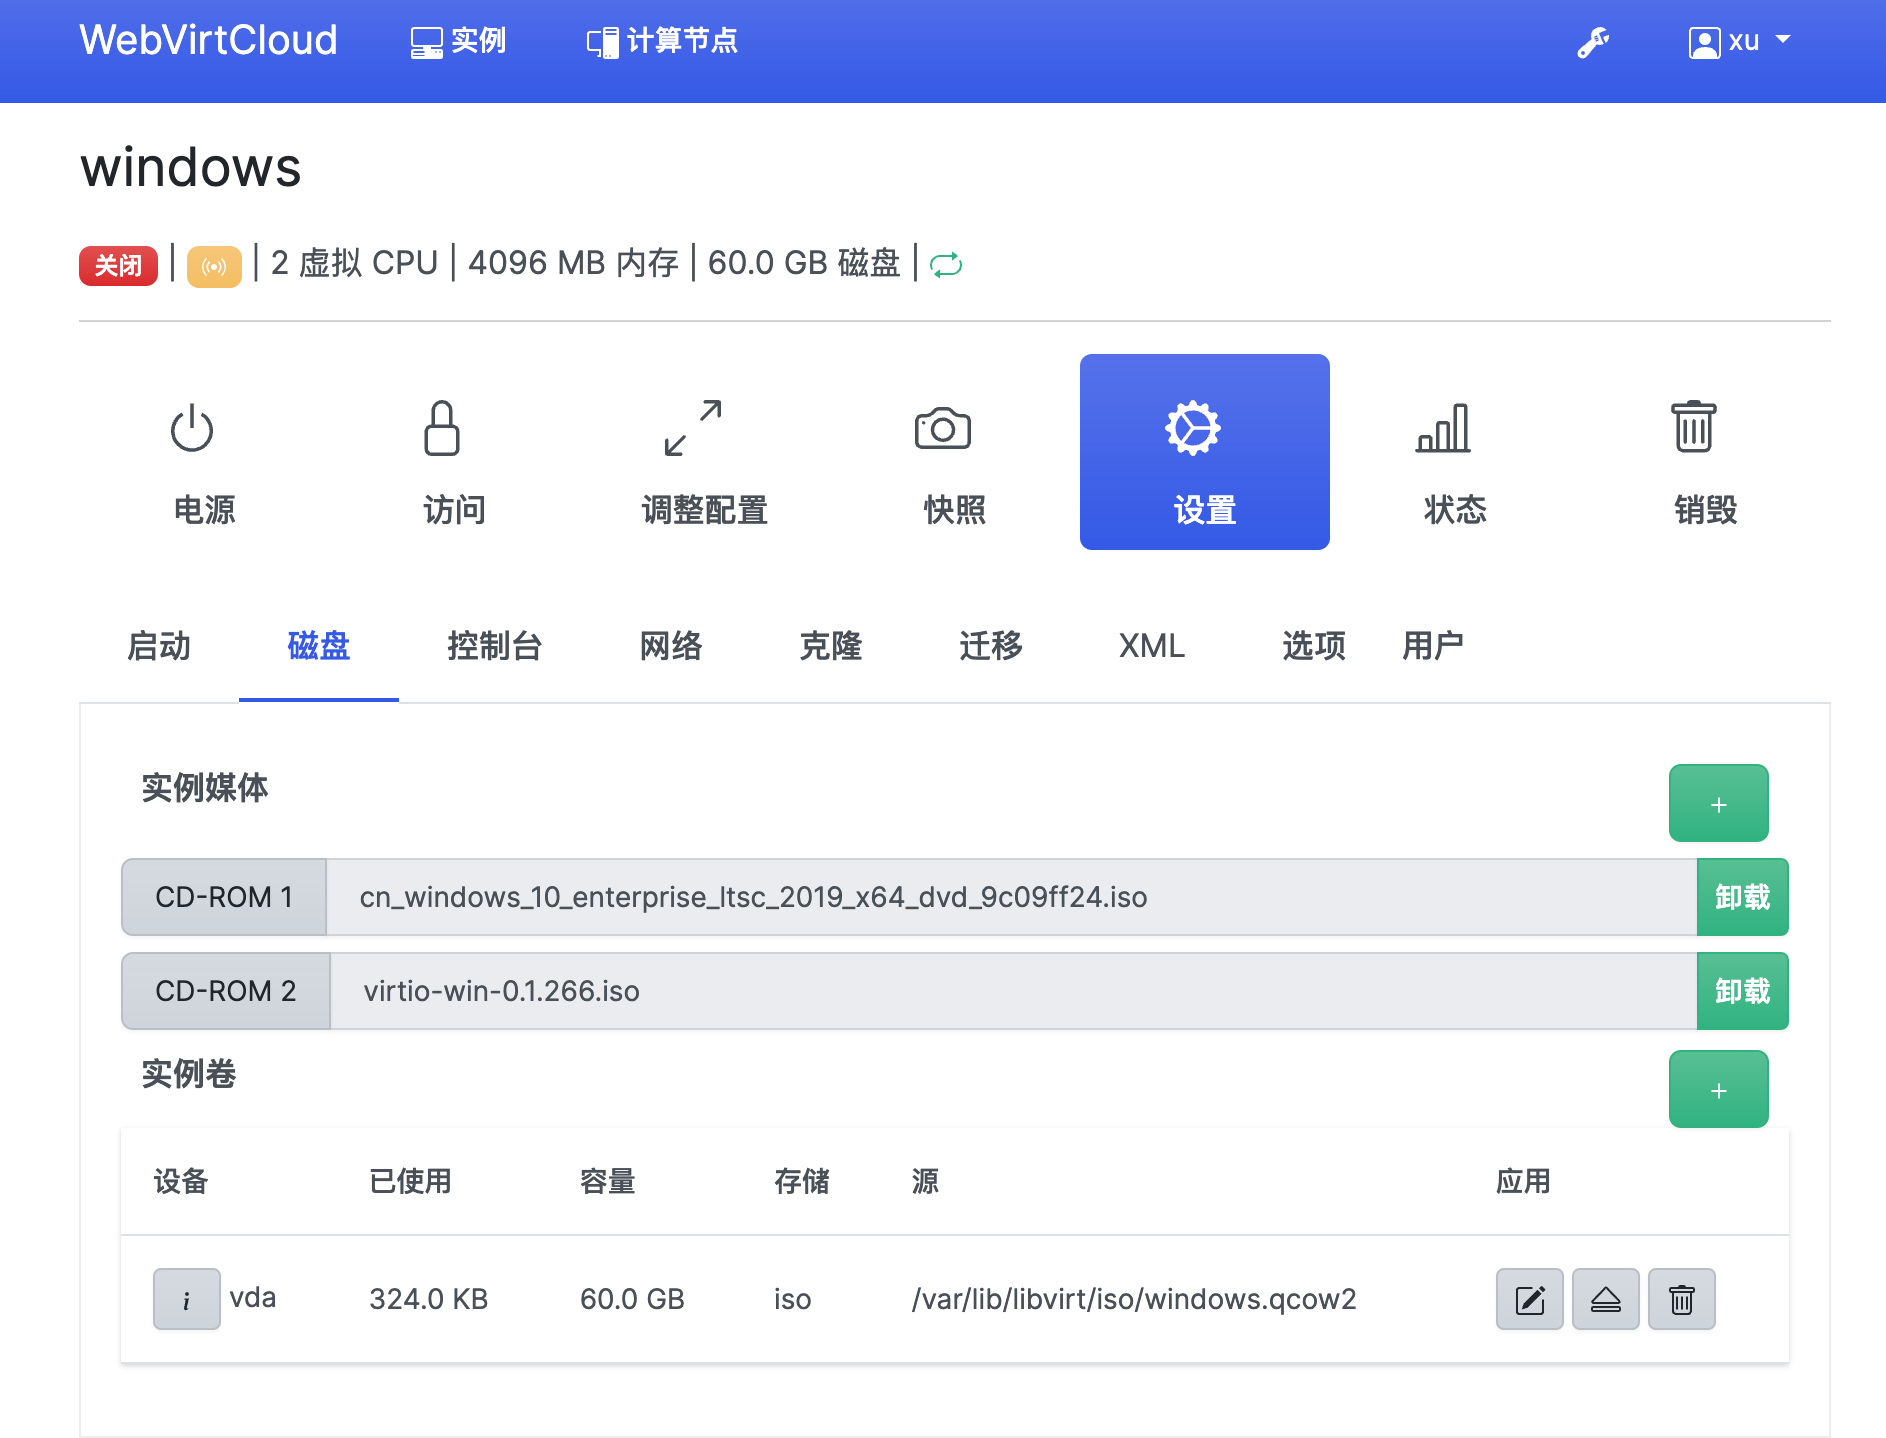 WebVirtCloud 实例 计算节点 xu
windows
关闭 | | 2 虚拟 CPU | 4096 MB 内存 | 60.0 GB 磁盘 |
电源 访问 调整配置 快照 设置 状态 销毁
启动 磁盘 控制台 网络 克隆 迁移 XML 选项 用户
实例媒体 +
CD-ROM 1 cn_windows_10_enterprise_ltsc_2019_x64_dvd_9c09ff24.iso 卸载
CD-ROM 2 virtio-win-0.1.266.iso 卸载
实例卷 +
设备 已使用 容量 存储 源 应用
i vda 324.0 KB 60.0 GB iso /var/lib/libvirt/iso/windows.qcow2